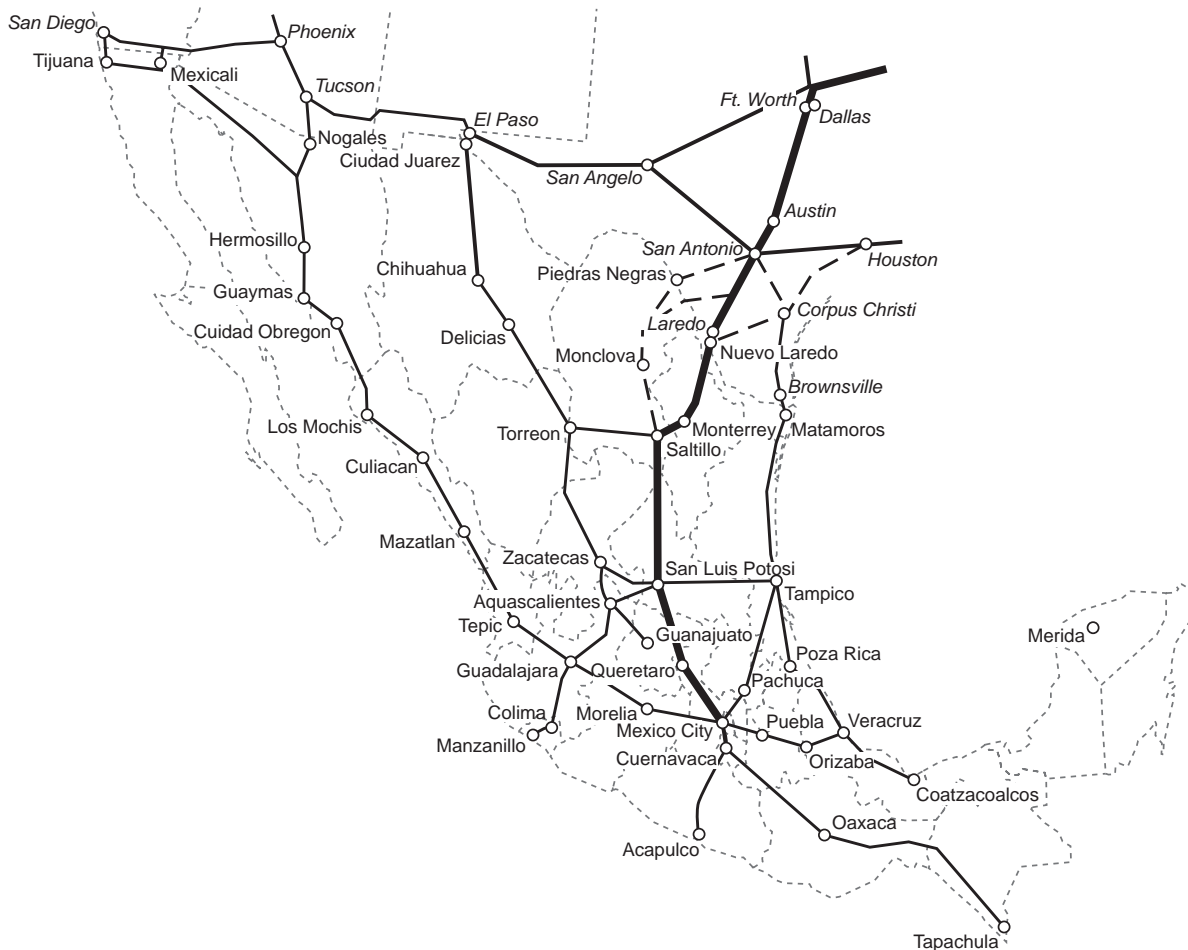 San Diego
Phoenix
Tijuana
Mexicali
Tucson
Ft. Worth
Dallas
El Paso
Nogales
Ciudad Juarez
San Angelo
Austin
Hermosillo
San Antonio
Houston
Chihuahua
Piedras Negras
Guaymas
Corpus Christi
Cuidad Obregon
Laredo
Delicias
Nuevo Laredo
Monclova
Brownsville
Los Mochis
Torreon
Monterrey
Matamoros
Saltillo
Culiacan
Mazatlan
Zacatecas
San Luis Potosi
Tampico
Aquascalientes
Tepic
Guanajuato
Merida
Poza Rica
Guadalajara
Queretaro
Pachuca
Colima
Morelia
Puebla
Veracruz
Mexico City
Manzanillo
Cuernavaca
Orizaba
Coatzacoalcos
Oaxaca
Acapulco
Tapachula